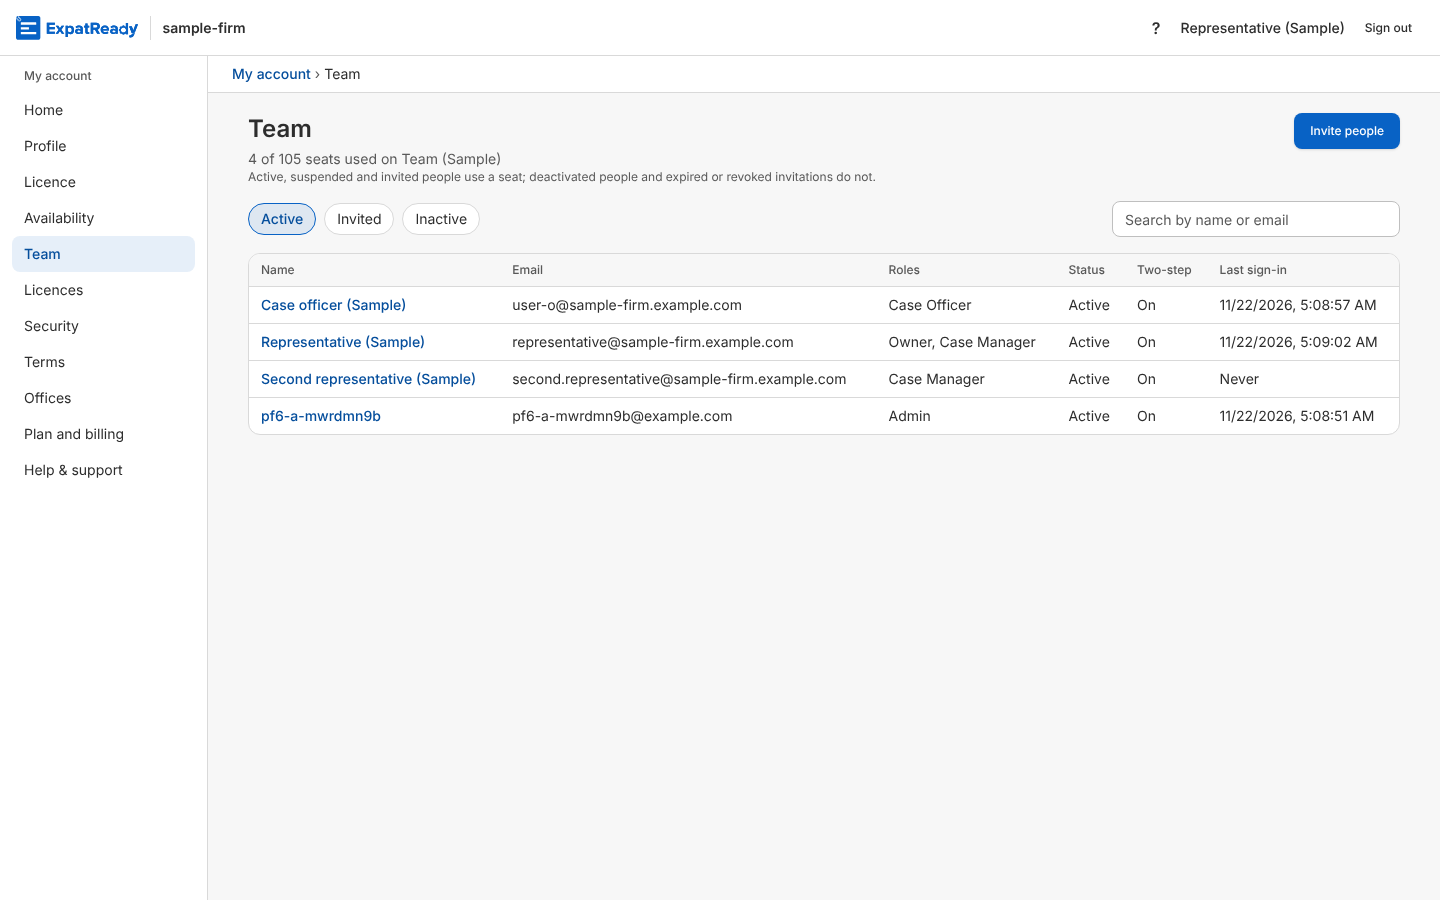 ExpatReady
sample-firm
?
Representative (Sample)
Sign out
My account
Home
Profile
Licence
Availability
Team
Licences
Security
Terms
Offices
Plan and billing
Help & support
My account › Team
Team
Invite people
4 of 105 seats used on Team (Sample)
Active, suspended and invited people use a seat; deactivated people and expired or revoked invitations do not.
Active Invited Inactive
Search by name or email
Name Email Roles Status Two-step Last sign-in
Case officer (Sample) user-o@sample-firm.example.com Case Officer Active On 11/22/2026, 5:08:57 AM
Representative (Sample) representative@sample-firm.example.com Owner, Case Manager Active On 11/22/2026, 5:09:02 AM
Second representative (Sample) second.representative@sample-firm.example.com Case Manager Active On Never
pf6-a-mwrdmn9b pf6-a-mwrdmn9b@example.com Admin Active On 11/22/2026, 5:08:51 AM